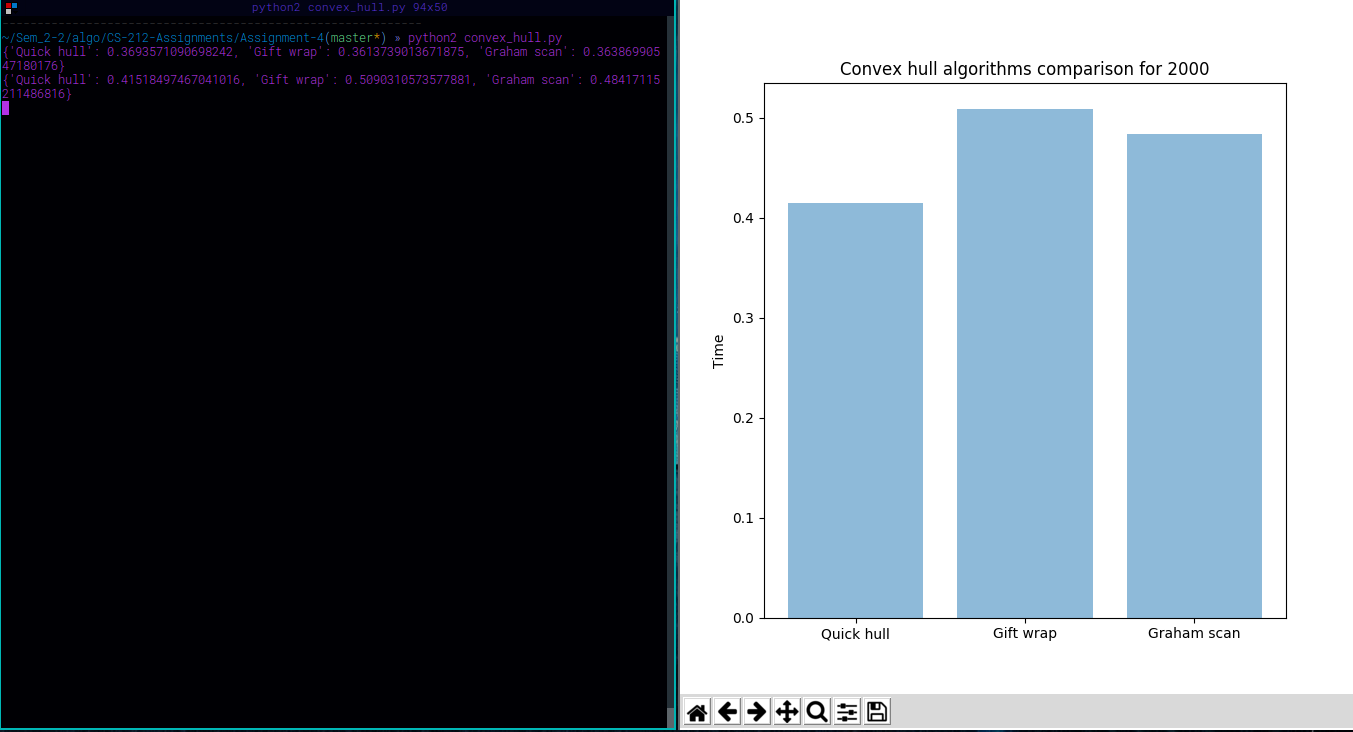 python2 convex_hull.py 94x50
~/Sem_2-2/algo/CS-212-Assignments/Assignment-4(master*) » python2 convex_hull.py
{'Quick hull': 0.3693571090698242, 'Gift wrap': 0.3613739013671875, 'Graham scan': 0.363869905
47180176}
{'Quick hull': 0.41518497467041016, 'Gift wrap': 0.5090310573577881, 'Graham scan': 0.48417115
211486816}
Convex hull algorithms comparison for 2000
0.5
0.4
0.3
Time
0.2
0.1
0.0
Quick hull
Gift wrap
Graham scan